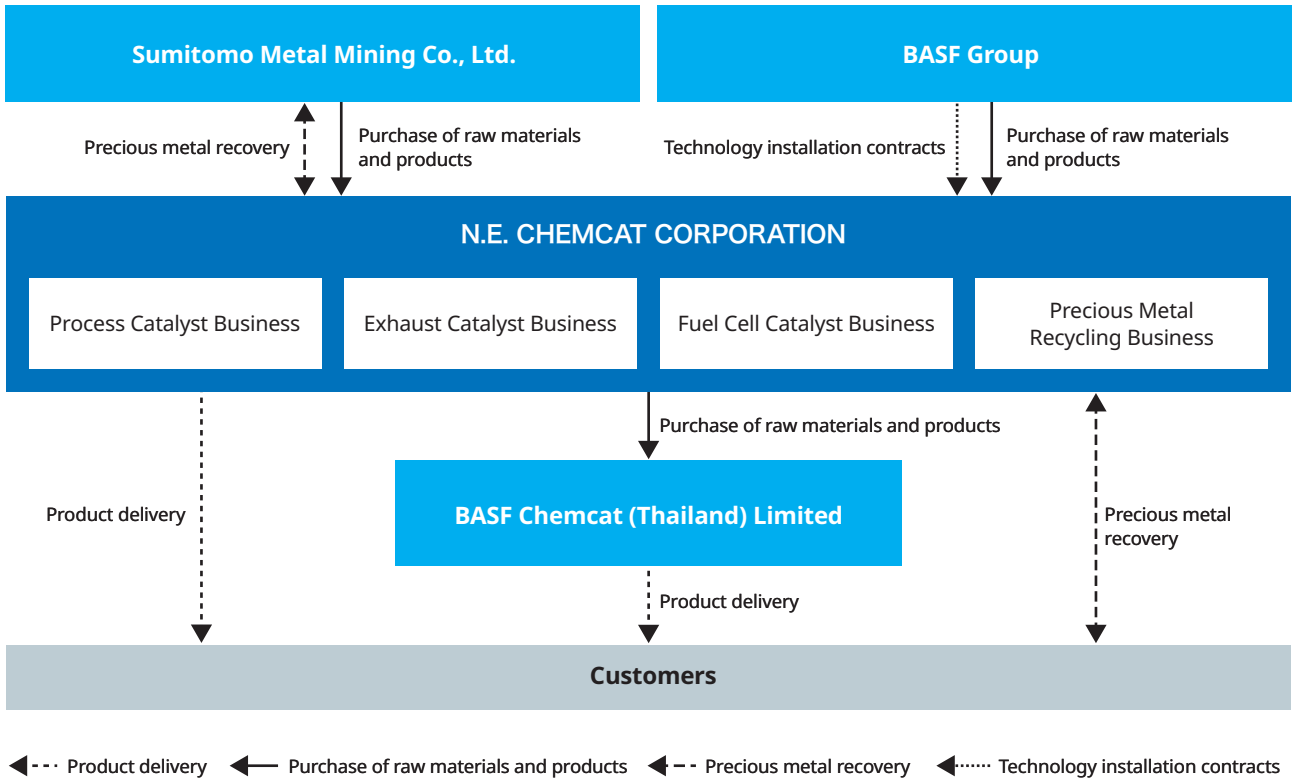 Sumitomo Metal Mining Co., Ltd.
BASF Group
Precious metal recovery
Purchase of raw materials
and products
Technology installation contracts
Purchase of raw materials
and products
N.E. CHEMCAT CORPORATION
Process Catalyst Business
Exhaust Catalyst Business
Fuel Cell Catalyst Business
Precious Metal
Recycling Business
Purchase of raw materials and products
Product delivery
BASF Chemcat (Thailand) Limited
Precious metal
recovery
Product delivery
Customers
Product delivery
Purchase of raw materials and products
Precious metal recovery
Technology installation contracts